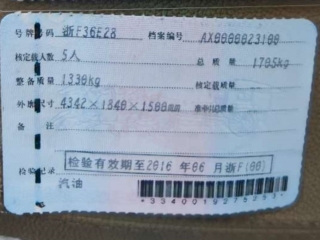 号牌号码 浙F36E28 档案编号 AX0000023100
核定载人数 5人 总质量 1705kg
整备质量 1330kg 核定载质量
外廓尺寸 4342×1840×1500mm 准牵引总质量
备注
检验记录 检验有效期至2016年06月浙F(00)
汽油